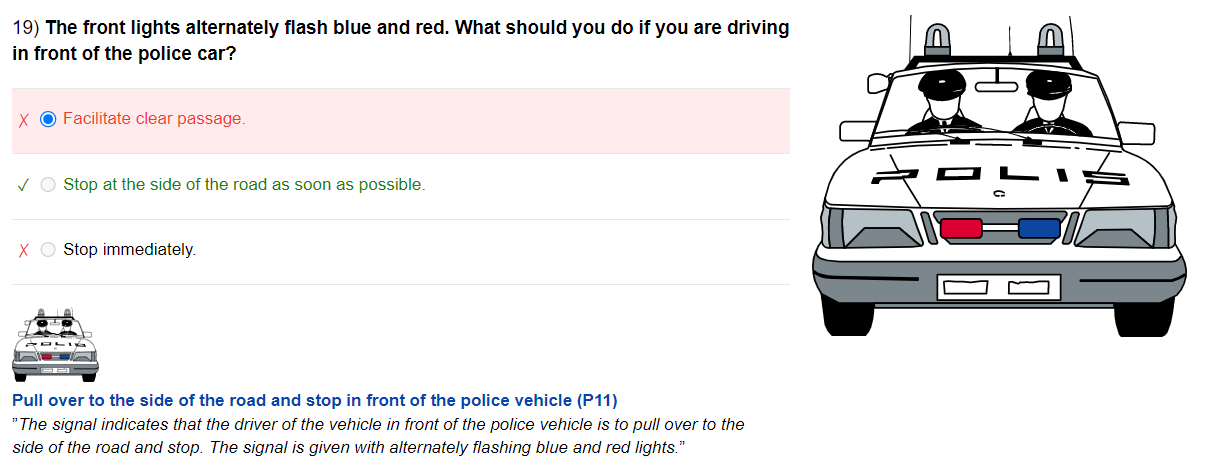 19) The front lights alternately flash blue and red. What should you do if you are driving
in front of the police car?
Facilitate clear passage.
Stop at the side of the road as soon as possible.
Stop immediately.
POLIS
POLIS
Pull over to the side of the road and stop in front of the police vehicle (P11)
”The signal indicates that the driver of the vehicle in front of the police vehicle is to pull over to the
side of the road and stop. The signal is given with alternately flashing blue and red lights.”